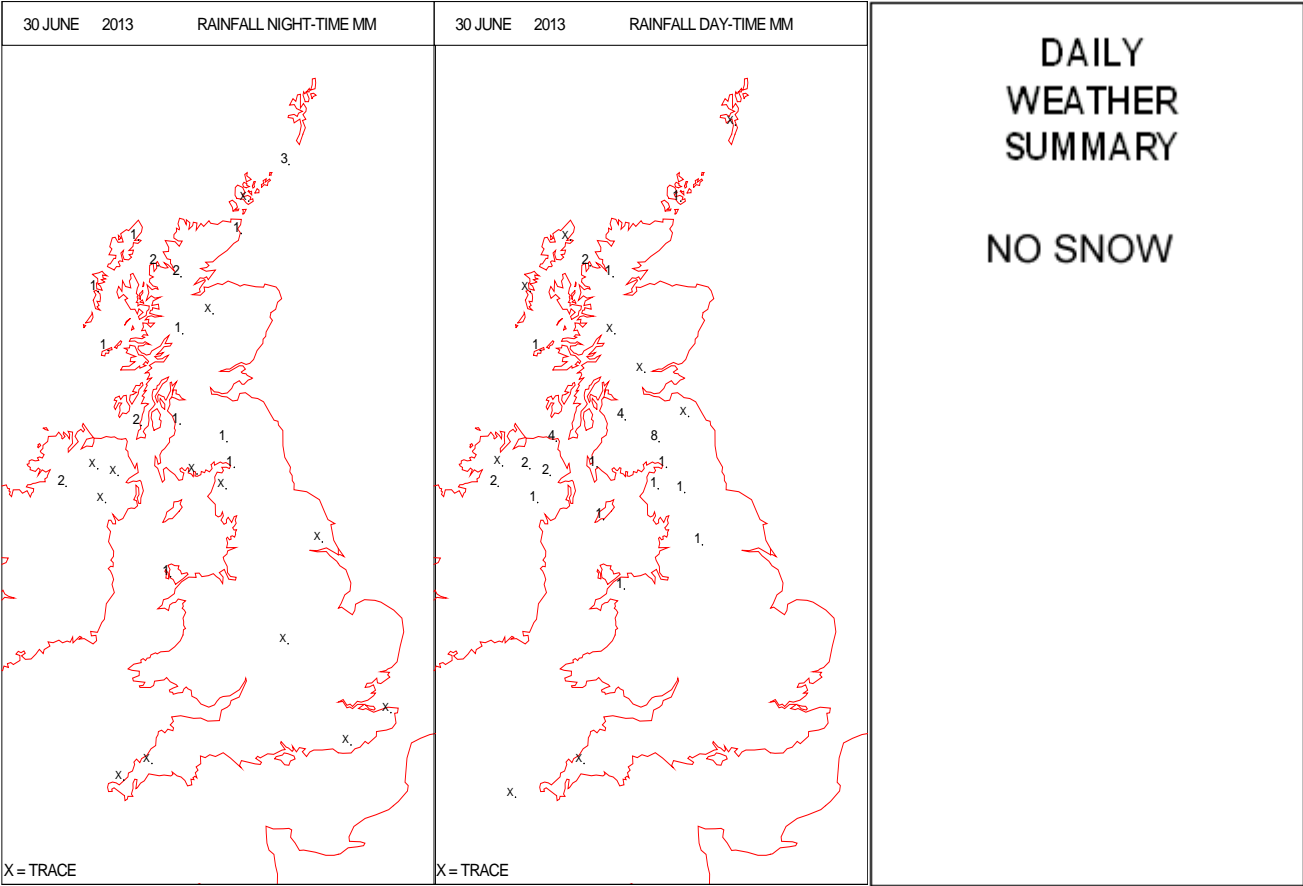 30 JUNE 2013 RAINFALL NIGHT-TIME MM
3.
X.
1.
1.
2.
2.
1.
X.
1.
1.
2.
1.
1.
X.
X.
X.
1.
2.
X.
X.
X.
1.
X.
X.
X.
X.
X.
X = TRACE
30 JUNE 2013 RAINFALL DAY-TIME MM
X.
1.
X.
2.
1.
X.
X.
1.
X.
4.
X.
4.
8.
X.
2.
1.
1.
2.
2.
1.
1.
1.
1.
1.
1.
X.
X.
X = TRACE
DAILY
WEATHER
SUMMARY
NO SNOW